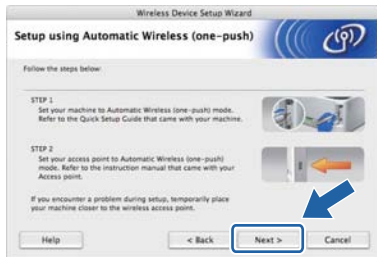 Wireless Device Setup Wizard
Setup using Automatic Wireless (one-push)
Follow the steps below:
STEP 1
Set your machine to Automatic Wireless (one-push) mode.
Refer to the Quick Setup Guide that came with your machine.
STEP 2
Set your access point to Automatic Wireless (one-push)
mode. Refer to the instruction manual that came with your
Access point.
If you encounter a problem during setup, temporarily place
your machine closer to the wireless access point.
Help
< Back
Next >
Cancel